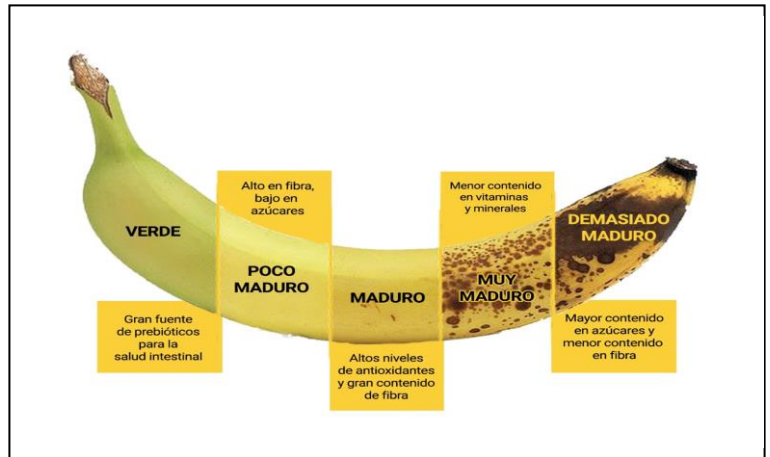 VERDE
Gran fuente
de prebióticos
para la
salud intestinal
Alto en fibra,
bajo en
azúcares
POCO
MADURO
MADURO
Altos niveles
de antioxidantes
y gran contenido
de fibra
Menor contenido
en vitaminas
y minerales
MUY
MADURO
DEMASIADO
MADURO
Mayor contenido
en azúcares y
menor contenido
en fibra